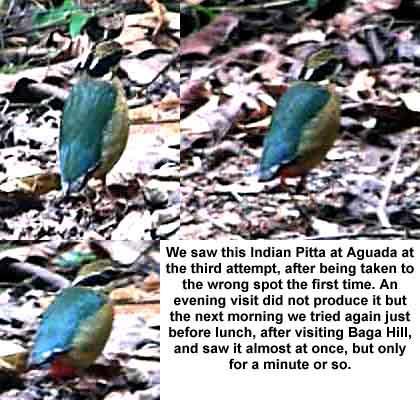 We saw this Indian Pitta at Aguada at
the third attempt, after being taken to
the wrong spot the first time. An
evening visit did not produce it but
the next morning we tried again just
before lunch, after visiting Baga Hill,
and saw it almost at once, but only
for a minute or so.